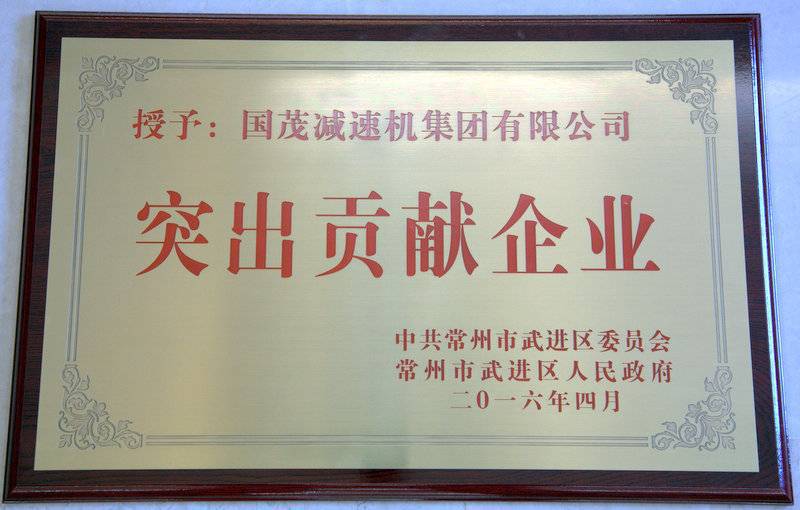 授予：国茂减速机集团有限公司
突出贡献企业
中共常州市武进区委员会
常州市武进区人民政府
二0一六年四月